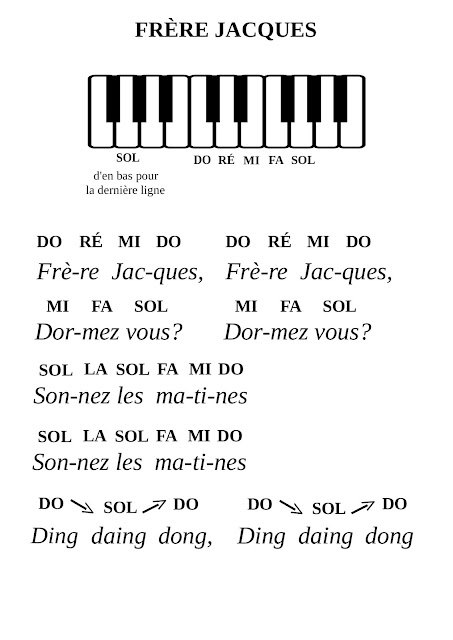 FRÈRE JACQUES
SOL DO RÉ MI FA SOL
d'en bas pour
la dernière ligne
DO RÉ MI DO DO RÉ MI DO
Frè-re Jac-ques, Frè-re Jac-ques,
MI FA SOL MI FA SOL
Dor-mez vous? Dor-mez vous?
SOL LA SOL FA MI DO
Son-nez les ma-ti-nes
SOL LA SOL FA MI DO
Son-nez les ma-ti-nes
DO SOL DO DO SOL DO
Ding daing dong, Ding daing dong